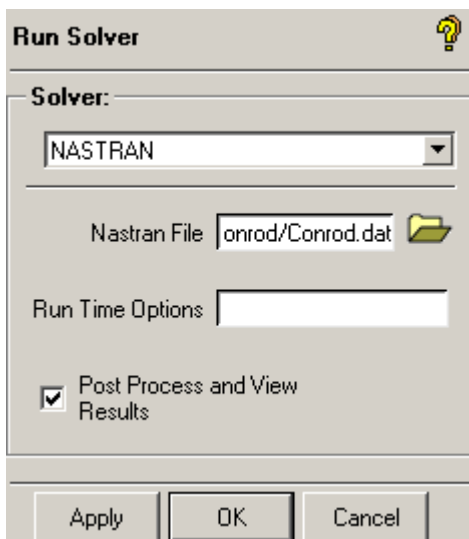 Run Solver
Solver:
NASTRAN
Nastran File onrod/Conrod.dat
Run Time Options
Post Process and View
Results
Apply OK Cancel